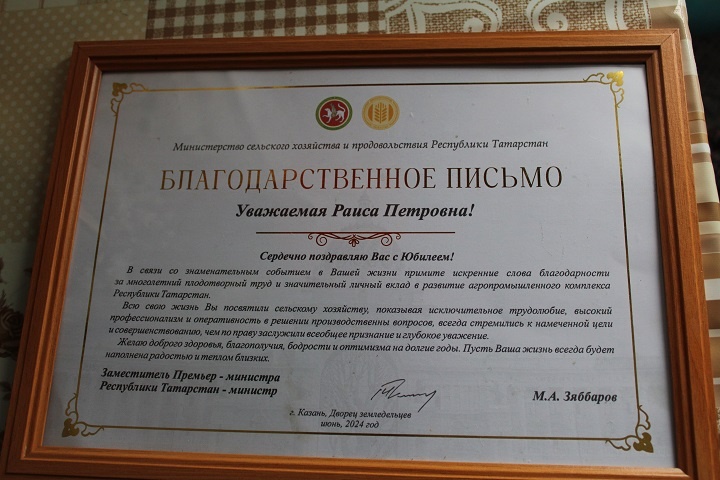 Министерство сельского хозяйства и продовольствия Республики Татарстан
БЛАГОДАРСТВЕННОЕ ПИСЬМО
Уважаемая Раиса Петровна!
Сердечно поздравляю Вас с Юбилеем!
В связи со знаменательным событием в Вашей жизни примите искренние слова благодарности
за многолетний плодотворный труд и значительный личный вклад в развитие агропромышленного комплекса
Республики Татарстан.
Всю свою жизнь Вы посвятили сельскому хозяйству, показывая исключительное трудолюбие, высокий
профессионализм и оперативность в решении производственны вопросов, всегда стремились к намеченной цели
и совершенствованию, чем по праву заслужили всеобщее признание и глубокое уважение.
Желаю доброго здоровья, благополучия, бодрости и оптимизма на долгие годы. Пусть Ваша жизнь всегда будет
наполнена радостью и теплом близких.
Заместитель Премьер - министра
Республики Татарстан - министр
М.А. Зяббаров
г. Казань, Дворец земледельцев
июнь, 2024 год